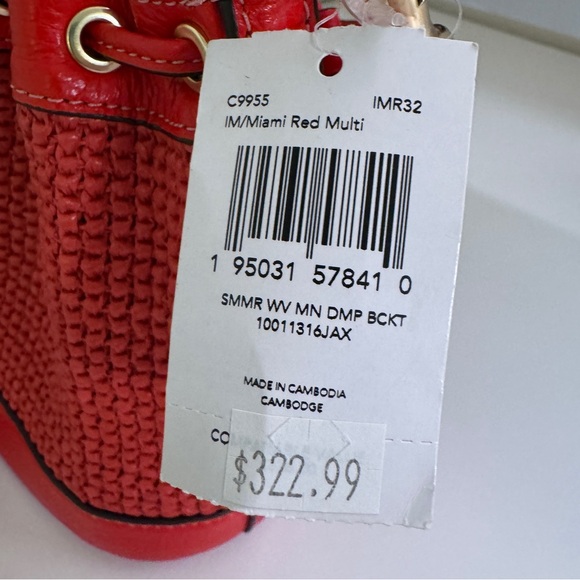 C9955 IMR32
IM/Miami Red Multi
1 95031 57841 0
SMMR WV MN DMP BCKT
10011316JAX
MADE IN CAMBODIA
CAMBODGE
$322.99